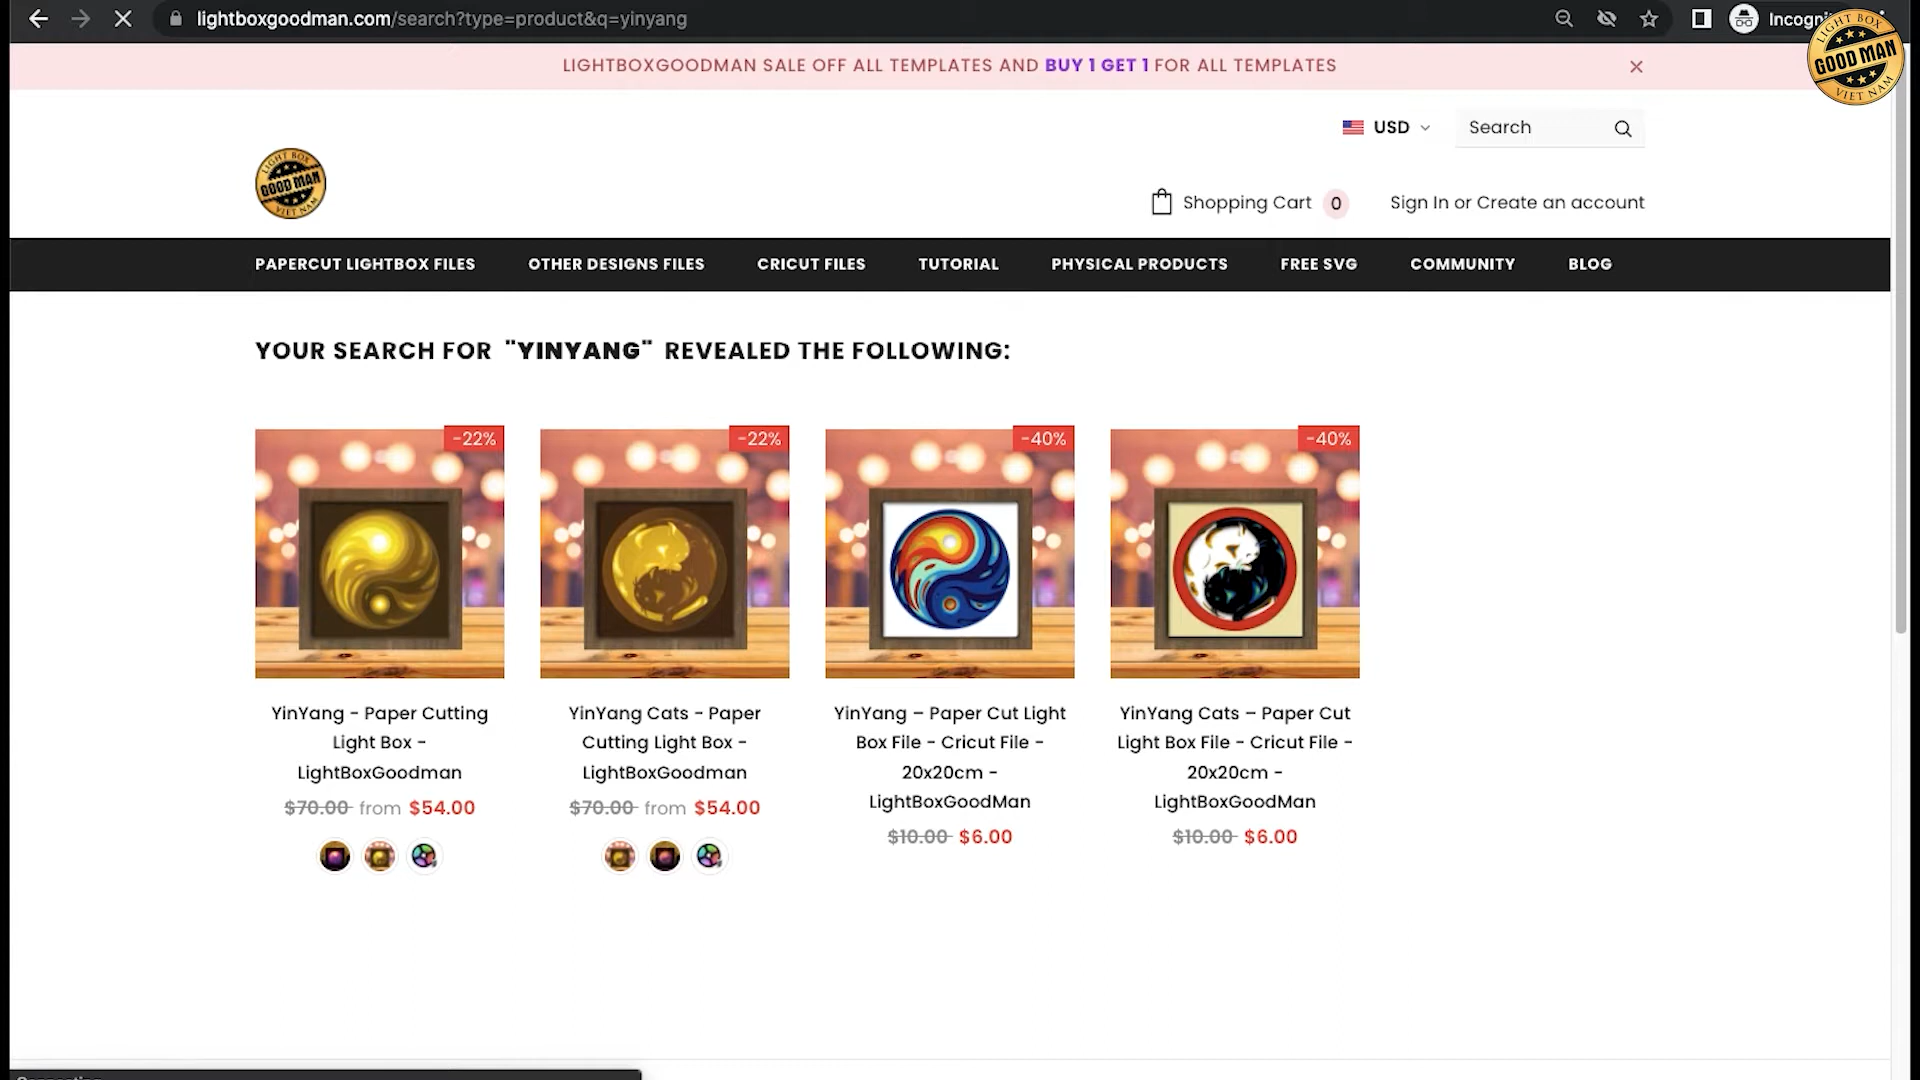 lightboxgoodman.com/search?type=product&q=yinyang
LIGHT BOX
GOOD MAN
VIET NAM
LIGHTBOXGOODMAN SALE OFF ALL TEMPLATES AND BUY 1 GET 1 FOR ALL TEMPLATES
USD
Search
LIGHT BOX
GOOD MAN
VIET NAM
Shopping Cart 0
Sign In or Create an account
PAPERCUT LIGHTBOX FILES OTHER DESIGNS FILES CRICUT FILES TUTORIAL PHYSICAL PRODUCTS FREE SVG COMMUNITY BLOG
YOUR SEARCH FOR "YINYANG" REVEALED THE FOLLOWING:
-22%
-22%
-40%
-40%
YinYang - Paper Cutting
Light Box -
LightBoxGoodman
$70.00 from $54.00
YinYang Cats - Paper
Cutting Light Box -
LightBoxGoodman
$70.00 from $54.00
YinYang – Paper Cut Light
Box File - Cricut File -
20x20cm -
LightBoxGoodMan
$10.00 $6.00
YinYang Cats – Paper Cut
Light Box File - Cricut File -
20x20cm -
LightBoxGoodMan
$10.00 $6.00